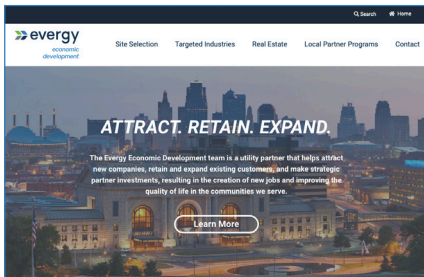 Search Home
evergy
economic
development
Site Selection Targeted Industries Real Estate Local Partner Programs Contact
ATTRACT. RETAIN. EXPAND.
The Evergy Economic Development team is a utility partner that helps attract
new companies, retain and expand existing customers, and make strategic
partner investments, resulting in the creation of new jobs and improving the
quality of life in the communities we serve.
Learn More